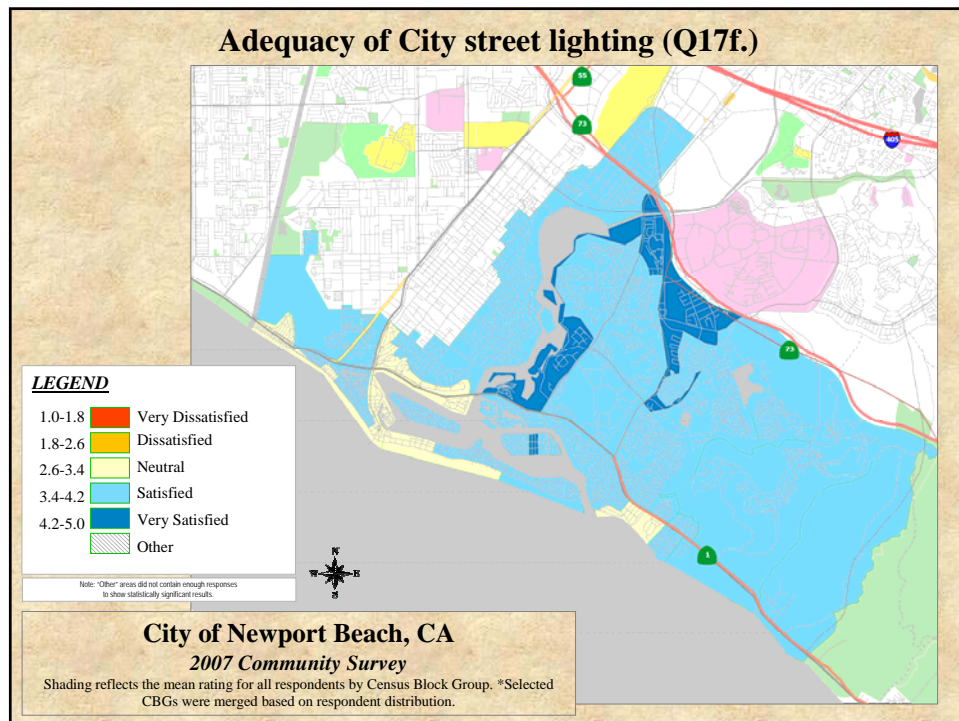 Adequacy of City street lighting (Q17f.)
55
73
405
73
1
LEGEND
1.0-1.8 Very Dissatisfied
1.8-2.6 Dissatisfied
2.6-3.4 Neutral
3.4-4.2 Satisfied
4.2-5.0 Very Satisfied
Other
Note: "Other" areas did not contain enough responses
to show statistically significant results.
N
W E
S
City of Newport Beach, CA
2007 Community Survey
Shading reflects the mean rating for all respondents by Census Block Group. *Selected
CBGs were merged based on respondent distribution.